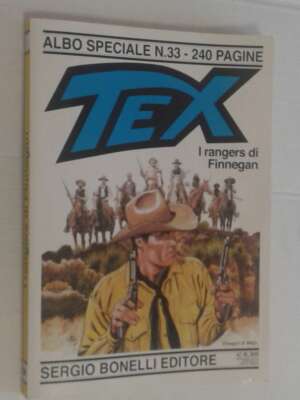 ALBO SPECIALE N.33 - 240 PAGINE
TEX
I rangers di
Finnegan
SERGIO BONELLI EDITORE